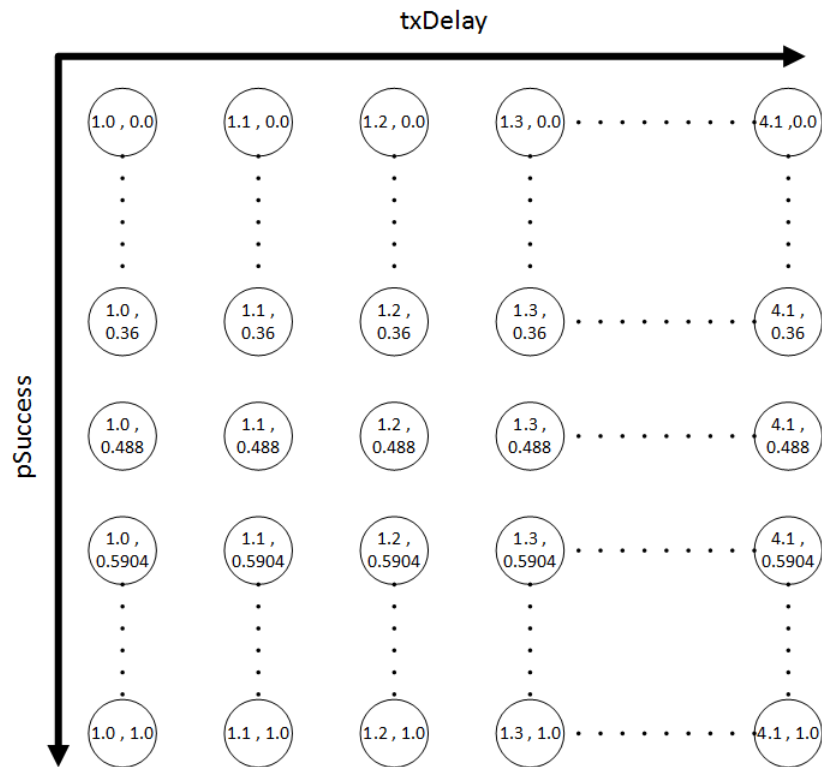 txDelay
1.0 , 0.0
1.1 , 0.0
1.2 , 0.0
1.3 , 0.0
4.1 ,0.0
1.0 ,
0.36
1.1 ,
0.36
1.2 ,
0.36
1.3 ,
0.36
4.1 ,
0.36
pSuccess
1.0 ,
0.488
1.1 ,
0.488
1.2 ,
0.488
1.3 ,
0.488
4.1 ,
0.488
1.0 ,
0.5904
1.1 ,
0.5904
1.2 ,
0.5904
1.3 ,
0.5904
4.1 ,
0.5904
1.0 , 1.0
1.1 , 1.0
1.2 , 1.0
1.3 , 1.0
4.1 , 1.0